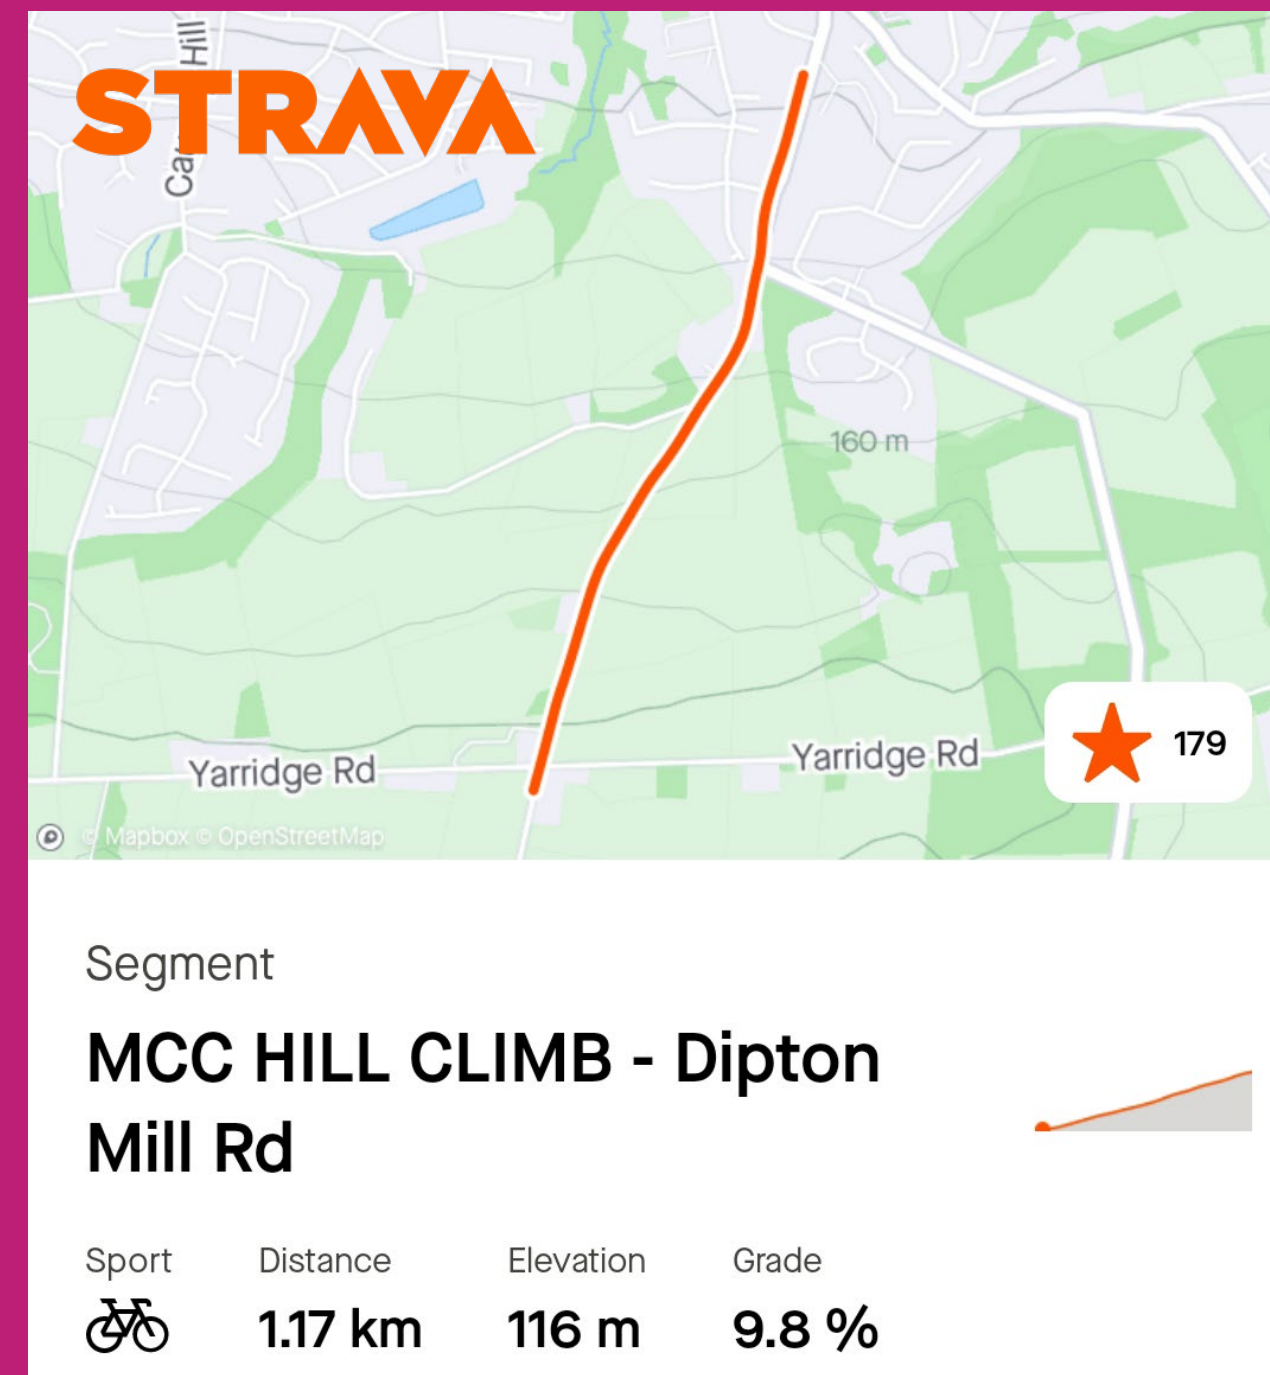 Hill
Ca
STRAVA
160 m
Yarridge Rd
Yarridge Rd
179
© Mapbox © OpenStreetMap
Segment
MCC HILL CLIMB - Dipton
Mill Rd
Sport Distance Elevation Grade
1.17 km 116 m 9.8 %